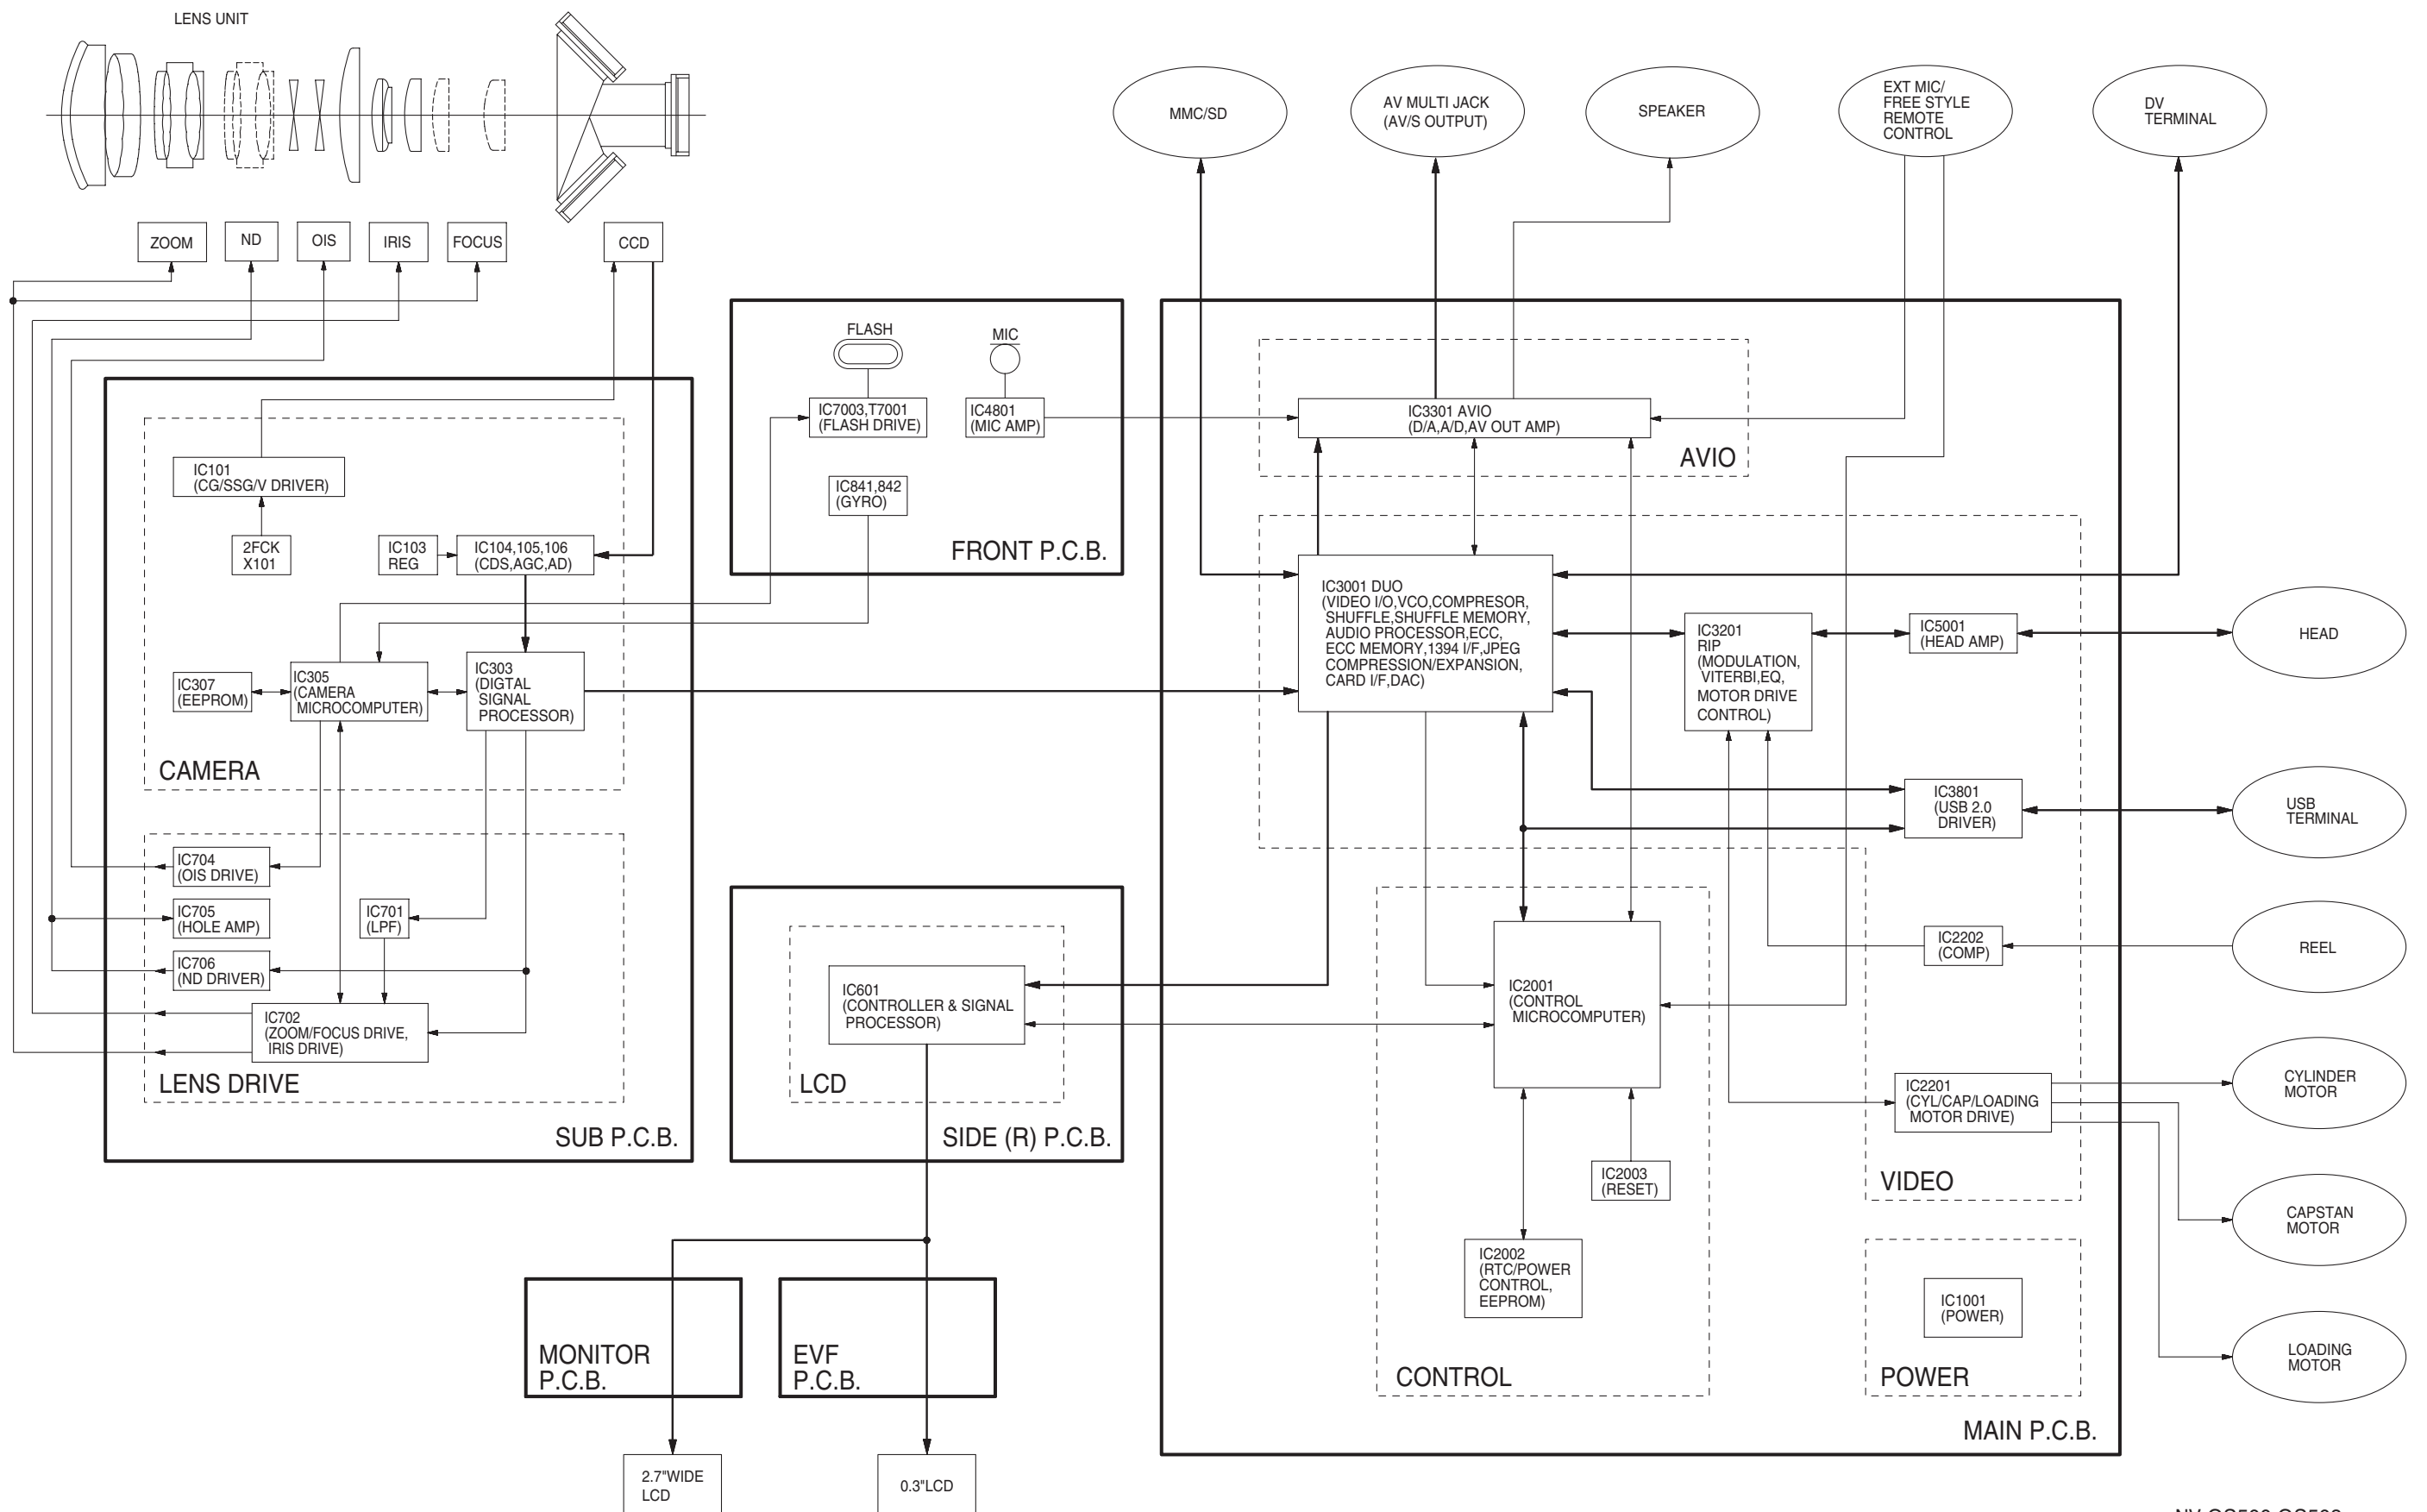 LENS UNIT
MMC/SD
AV MULTI JACK
(AV/S OUTPUT)
SPEAKER
EXT MIC/
FREE STYLE
REMOTE
CONTROL
DV
TERMINAL
ZOOM
ND
OIS
IRIS
FOCUS
CCD
FLASH
MIC
IC7003,T7001
(FLASH DRIVE)
IC4801
(MIC AMP)
IC841,842
(GYRO)
FRONT P.C.B.
IC3301 AVIO
(D/A,A/D,AV OUT AMP)
AVIO
IC101
(CG/SSG/V DRIVER)
2FCK
X101
IC103
REG
IC104,105,106
(CDS,AGC,AD)
IC307
(EEPROM)
IC305
(CAMERA
MICROCOMPUTER)
IC303
(DIGTAL
SIGNAL
PROCESSOR)
CAMERA
IC704
(OIS DRIVE)
IC705
(HOLE AMP)
IC701
(LPF)
IC706
(ND DRIVER)
IC702
(ZOOM/FOCUS DRIVE,
IRIS DRIVE)
LENS DRIVE
SUB P.C.B.
IC3001 DUO
(VIDEO I/O,VCO,COMPRESOR,
SHUFFLE,SHUFFLE MEMORY,
AUDIO PROCESSOR,ECC,
ECC MEMORY,1394 I/F,JPEG
COMPRESSION/EXPANSION,
CARD I/F,DAC)
IC3201
RIP
(MODULATION,
VITERBI,EQ,
MOTOR DRIVE
CONTROL)
IC5001
(HEAD AMP)
HEAD
IC3801
(USB 2.0
DRIVER)
USB
TERMINAL
IC601
(CONTROLLER & SIGNAL
PROCESSOR)
LCD
SIDE (R) P.C.B.
IC2001
(CONTROL
MICROCOMPUTER)
IC2202
(COMP)
REEL
IC2201
(CYL/CAP/LOADING
MOTOR DRIVE)
CYLINDER
MOTOR
IC2003
(RESET)
VIDEO
CAPSTAN
MOTOR
IC2002
(RTC/POWER
CONTROL,
EEPROM)
IC1001
(POWER)
CONTROL
POWER
LOADING
MOTOR
MAIN P.C.B.
MONITOR
P.C.B.
EVF
P.C.B.
2.7"WIDE
LCD
0.3"LCD